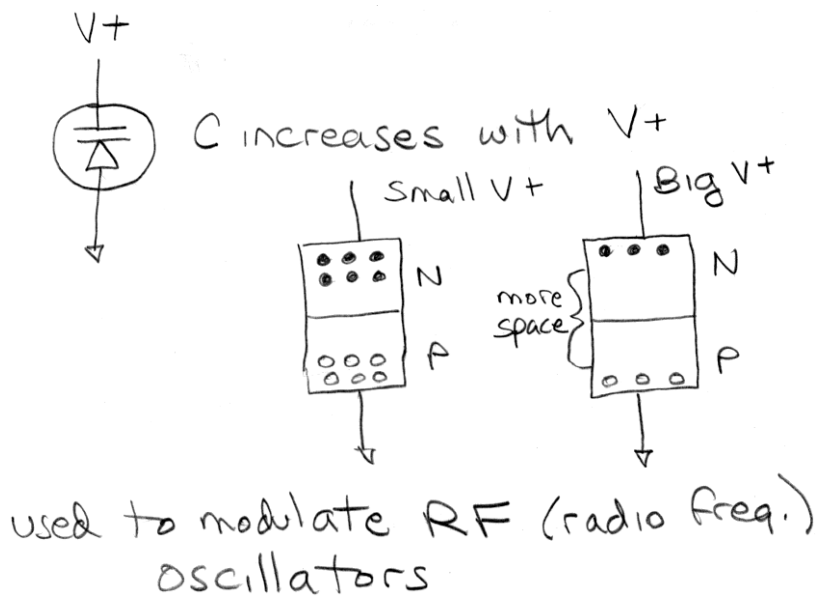 V+
C increases with V+
small V+
Big V+
N
N
more
space
P
P
used to modulate RF (radio freq.)
oscillators